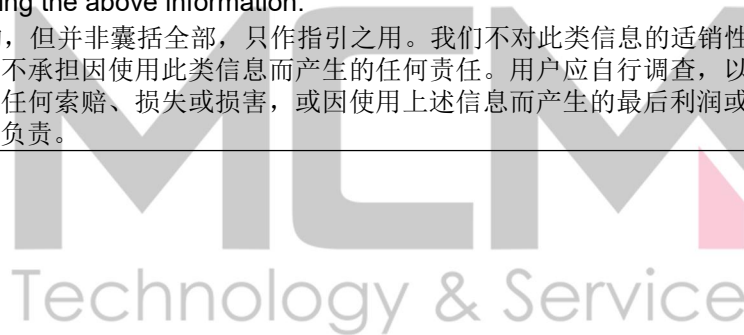 ing the above information.
，但并非囊括全部，只作指引之用。我们不对此类信息的适销性
不承担因使用此类信息而产生的任何责任。用户应自行调查，以
任何索赔、损失或损害，或因使用上述信息而产生的最后利润或
负责。
MCM
Technology & Service